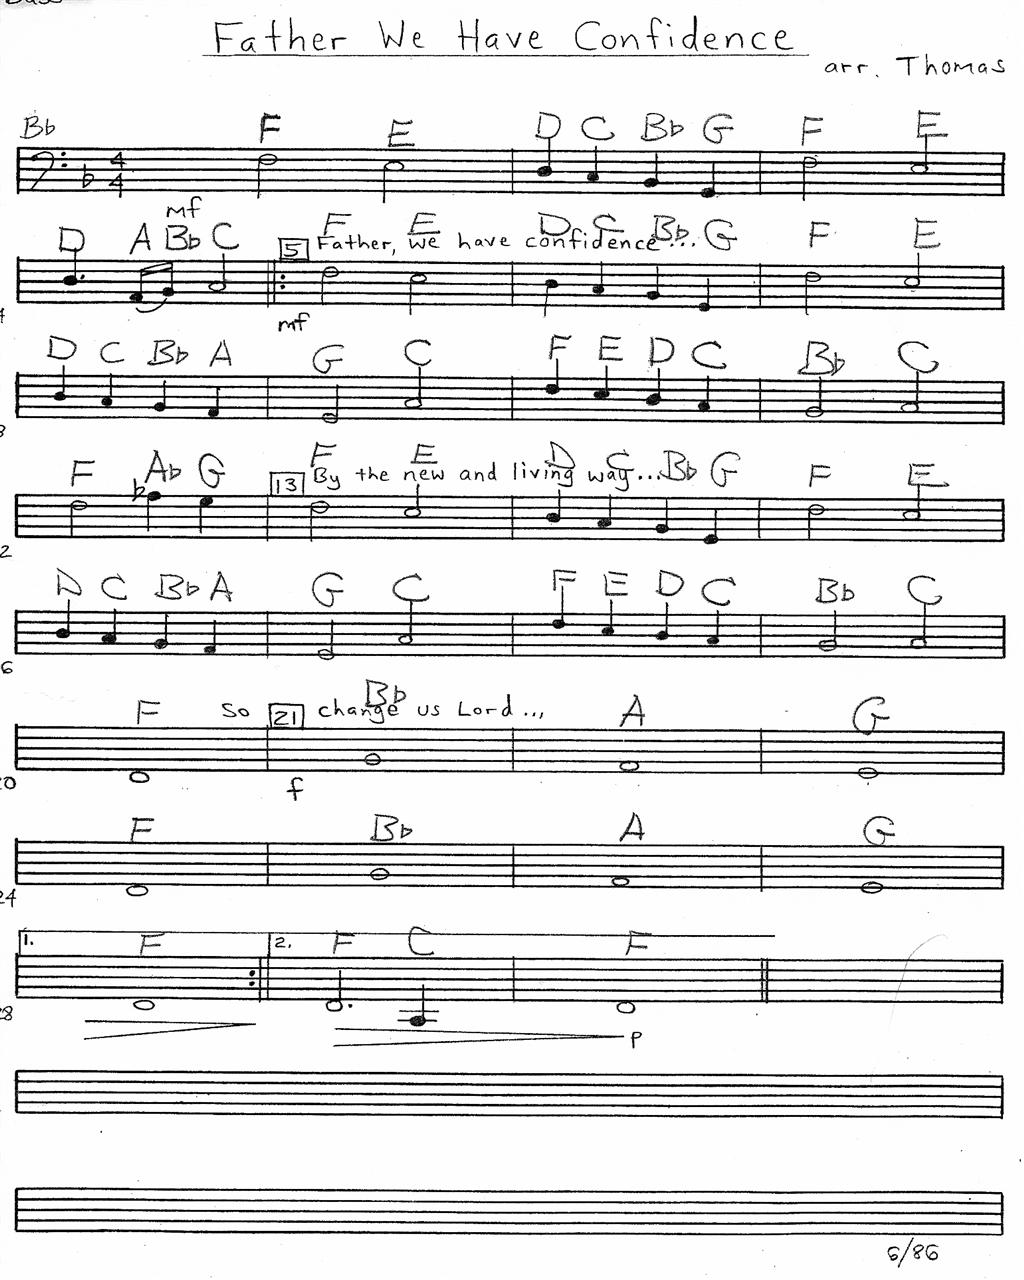 Bass
Father We Have Confidence
arr. Thomas
Bb F E D C Bb G F E
4
4
mf
D A Bb C 5 F E D C Bb G F E
Father, we have confidence...
mf
D C Bb A G C F E D C Bb C
8
F Ab G 13 F E D C Bb G F E
By the new and living way...
D C Bb A G C F E D C Bb C
F So 21 Bb A G
change us Lord...
20
f
F Bb A G
24
1. F 2. F C F
28
p
6/86